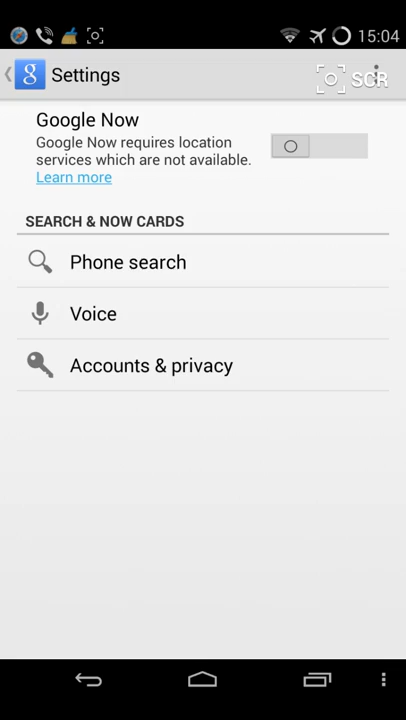 15:04
g Settings
SCR
Google Now
Google Now requires location
services which are not available.
Learn more
SEARCH & NOW CARDS
Phone search
Voice
Accounts & privacy